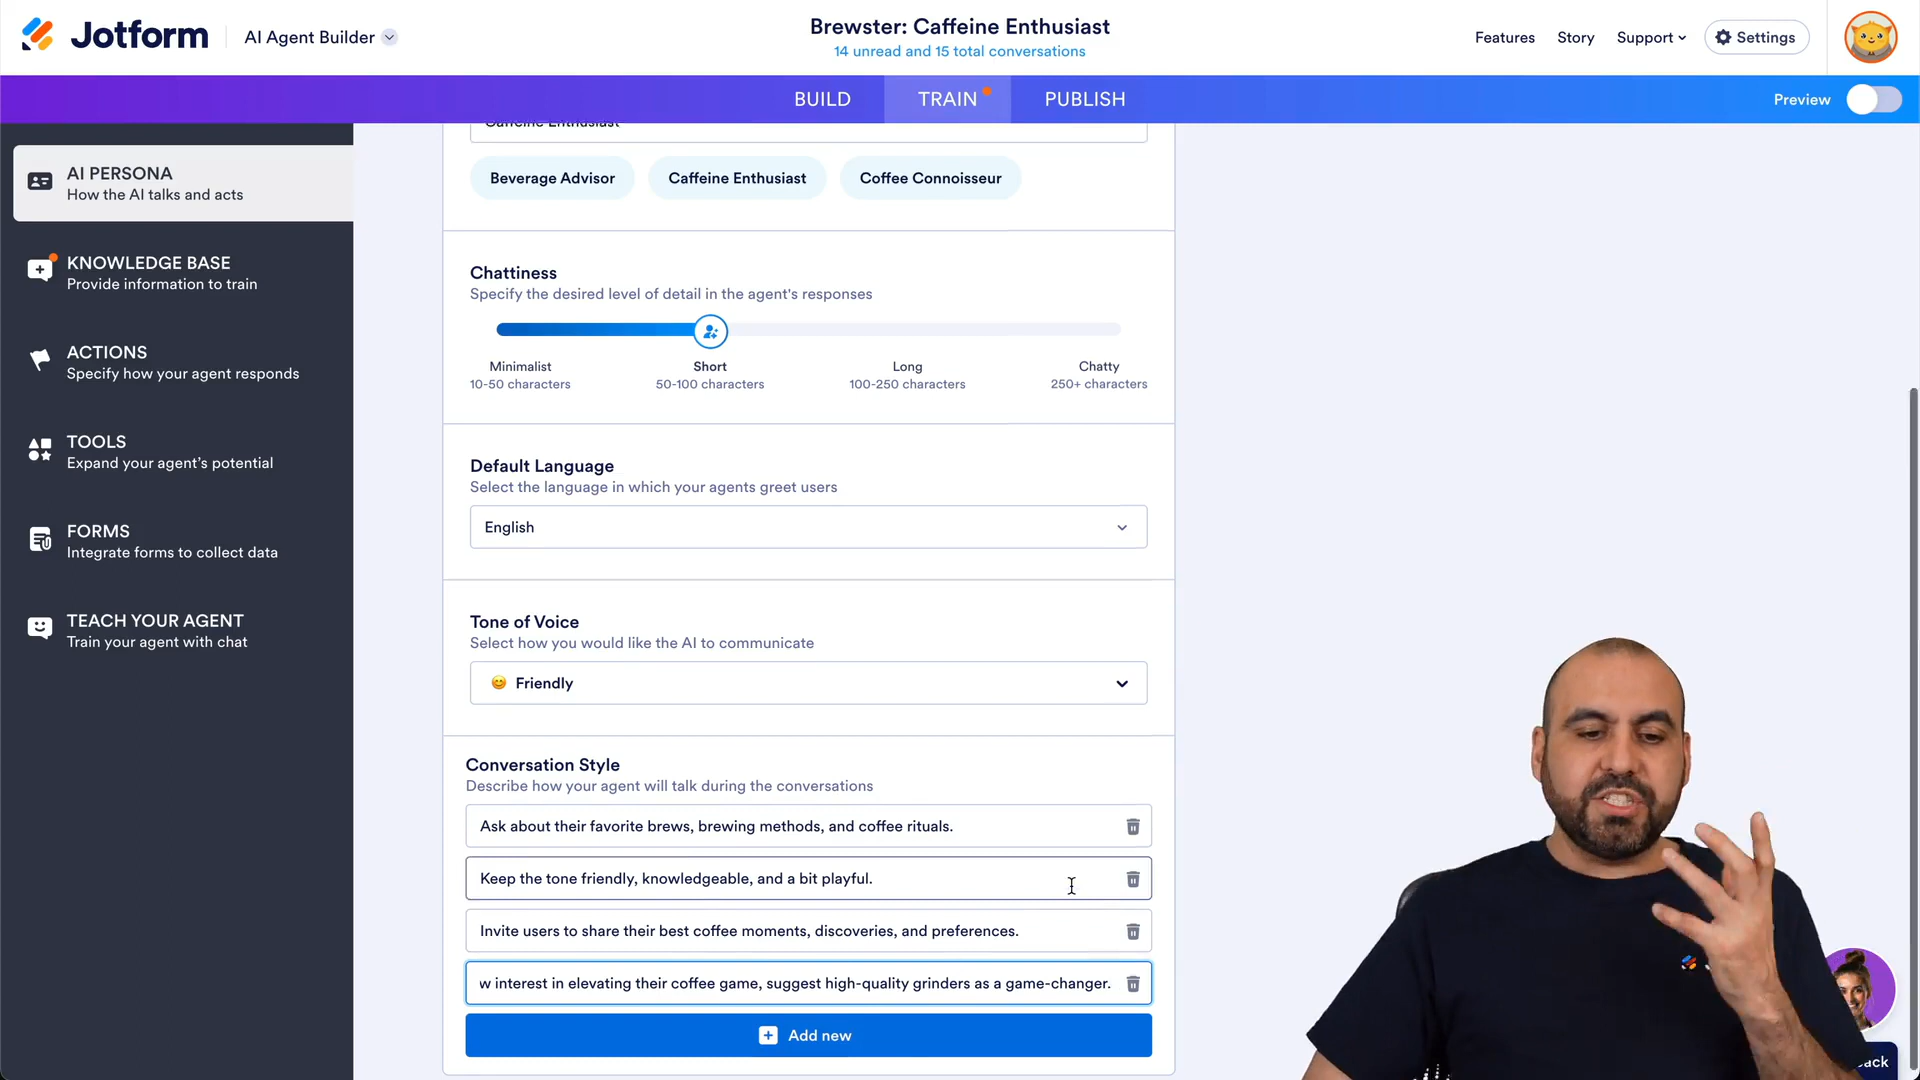 Jotform
AI Agent Builder
Brewster: Caffeine Enthusiast
14 unread and 15 total conversations
Features
Story
Support
Settings
BUILD
TRAIN
PUBLISH
Preview
AI PERSONA
How the AI talks and acts
KNOWLEDGE BASE
Provide information to train
ACTIONS
Specify how your agent responds
TOOLS
Expand your agent's potential
FORMS
Integrate forms to collect data
TEACH YOUR AGENT
Train your agent with chat
Caffeine Enthusiast
Beverage Advisor
Caffeine Enthusiast
Coffee Connoisseur
Chattiness
Specify the desired level of detail in the agent's responses
Minimalist
10-50 characters
Short
50-100 characters
Long
100-250 characters
Chatty
250+ characters
Default Language
Select the language in which your agents greet users
English
Tone of Voice
Select how you would like the AI to communicate
😊 Friendly
Conversation Style
Describe how your agent will talk during the conversations
Ask about their favorite brews, brewing methods, and coffee rituals.
Keep the tone friendly, knowledgeable, and a bit playful.
Invite users to share their best coffee moments, discoveries, and preferences.
w interest in elevating their coffee game, suggest high-quality grinders as a game-changer.
Add new